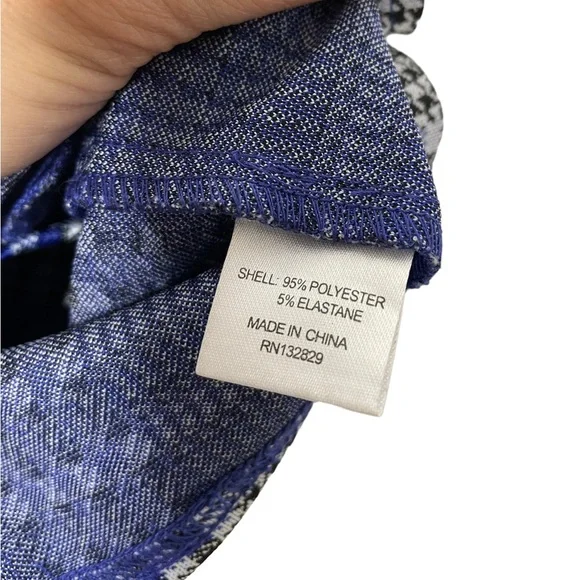 SHELL: 95% POLYESTER
5% ELASTANE
MADE IN CHINA
RN132829